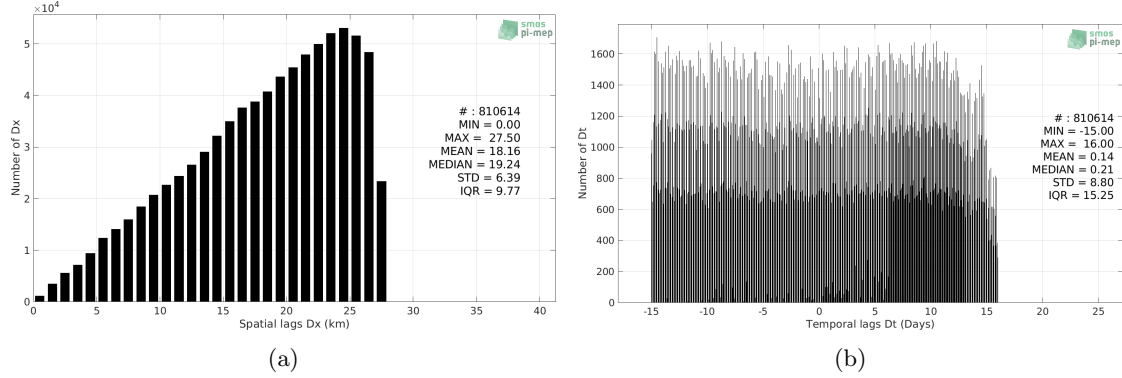 ×10⁴
5
4
3
2
1
0
Number of Dx
smos
pi-mep
# : 810614
MIN = 0.00
MAX = 27.50
MEAN = 18.16
MEDIAN = 19.24
STD = 6.39
IQR = 9.77
0 5 10 15 20 25 30 35 40
Spatial lags Dx (km)
(a)
1600
1400
1200
1000
800
600
400
200
0
Number of Dt
smos
pi-mep
# : 810614
MIN = -15.00
MAX = 16.00
MEAN = 0.14
MEDIAN = 0.21
STD = 8.80
IQR = 15.25
-15 -10 -5 0 5 10 15 20 25
Temporal lags Dt (Days)
(b)